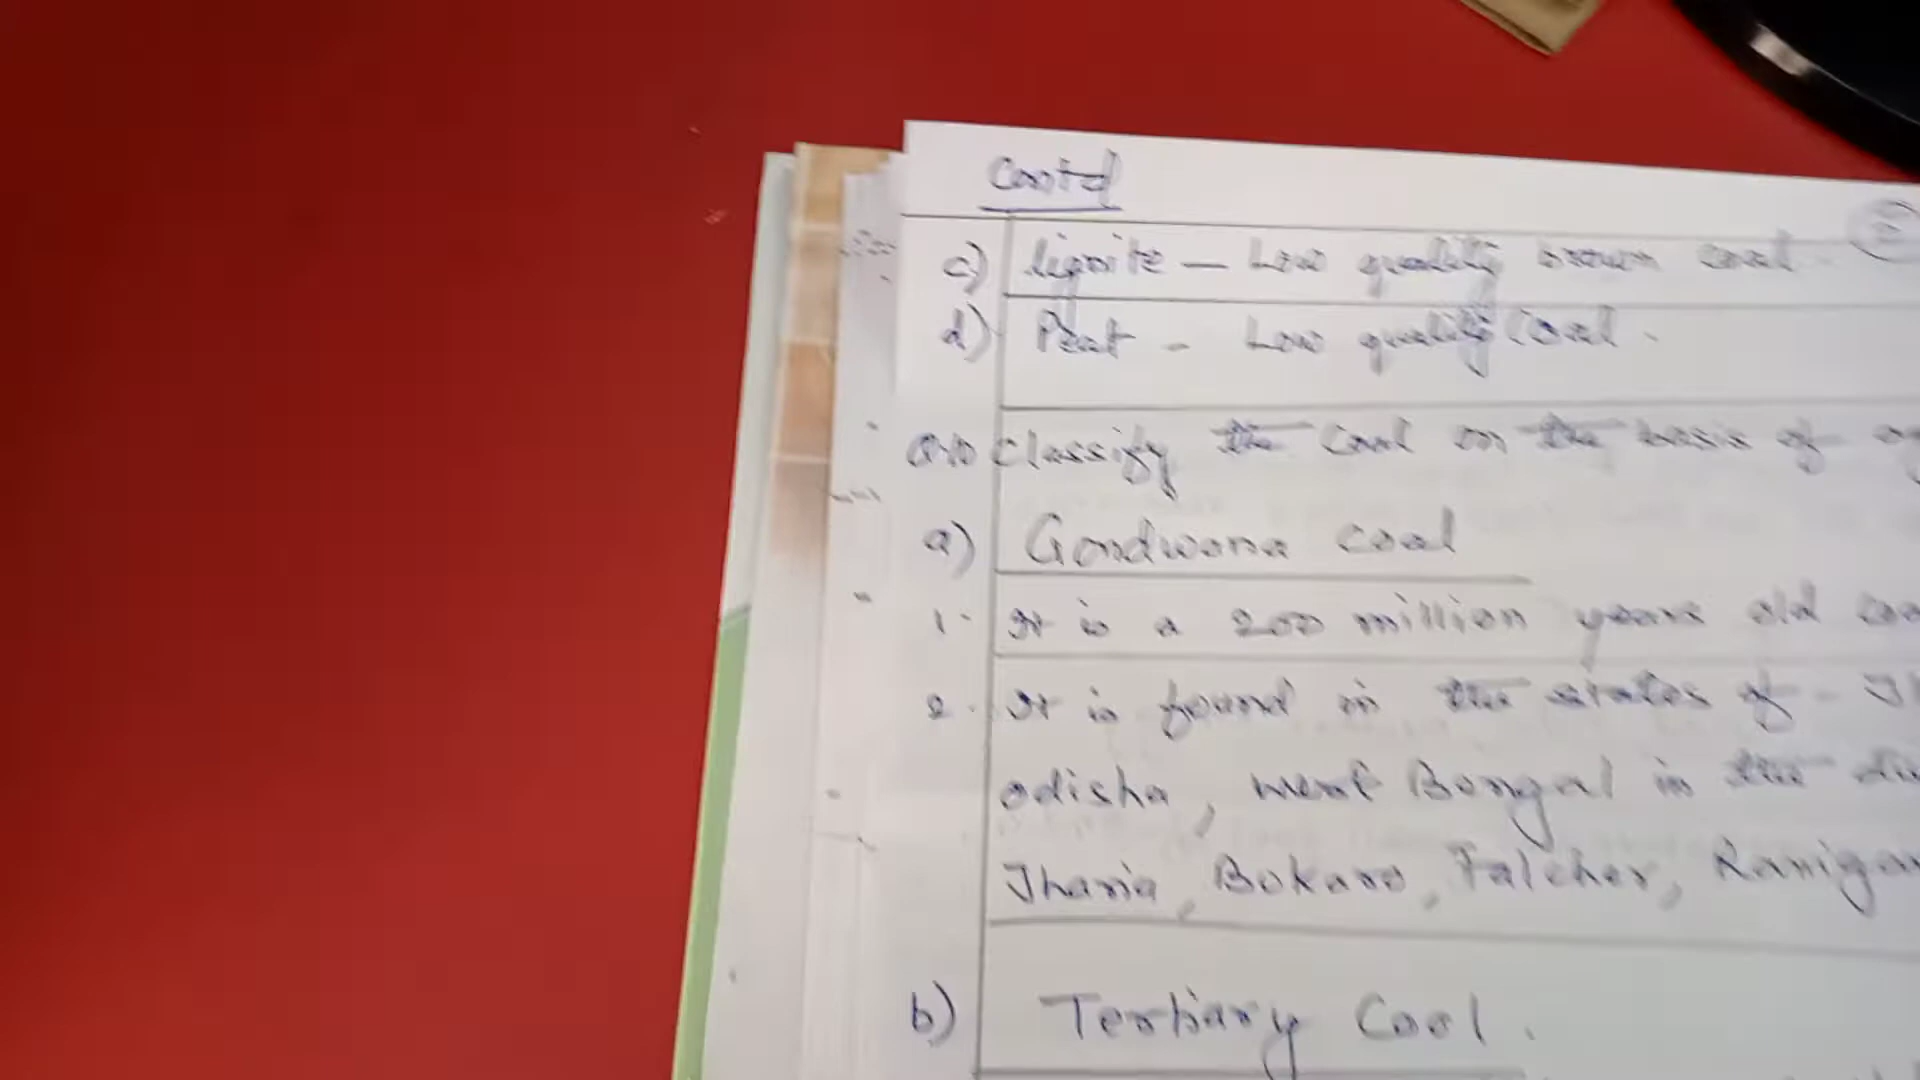 Contd
2
c) lignite - Low quality brown coal
d) Peat - Low quality Coal.
Classify the Coal on the basis of
a) Gondwana coal
1. It is a 200 million years old
2. It is found in the states of -
odisha, west Bengal in the
Jharia, Bokaro, Talcher,
b) Tertiary Coal.